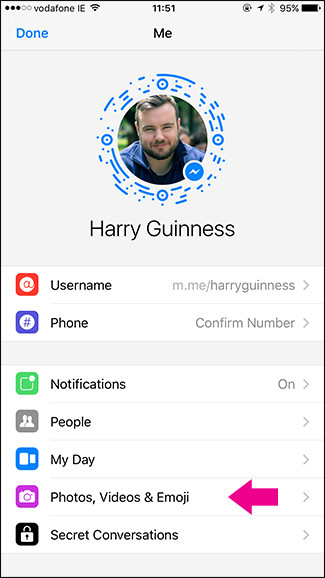 vodafone IE 11:51 95%
Done Me
Harry Guinness
@ Username m.me/harryguinness
# Phone Confirm Number
Notifications On
People
My Day
Photos, Videos & Emoji
Secret Conversations